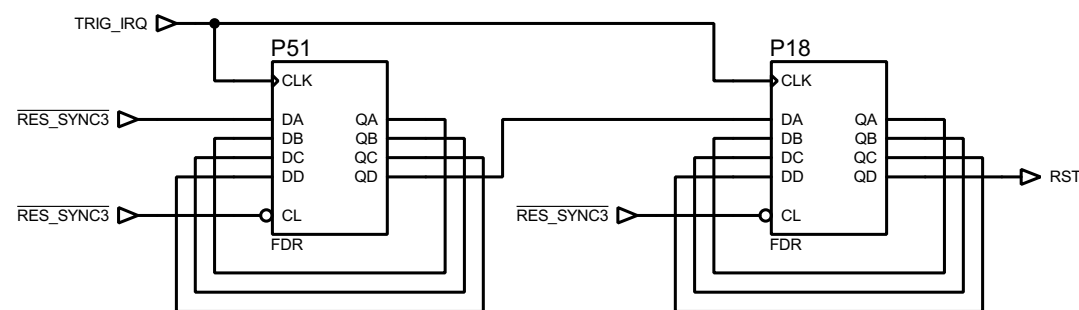 TRIG_IRQ
P51
P18
CLK
CLK
RES_SYNC3
DA QA
DA QA
DB QB
DB QB
DC QC
DC QC
DD QD
DD QD
RST
RES_SYNC3
CL
RES_SYNC3
CL
FDR
FDR